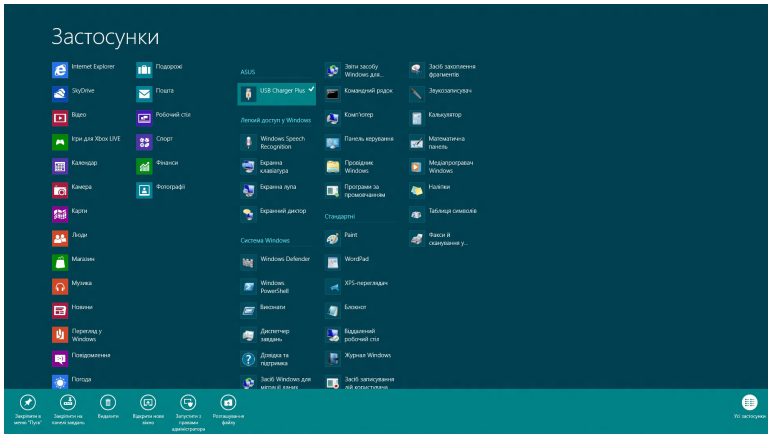 Застосунки
Internet Explorer
SkyDrive
Відео
Ігри для Xbox LIVE
Календар
Камера
Карти
Люди
Магазин
Музика
Новини
Перегляд у
Windows
Повідомлення
Погода
Подорожі
Пошта
Робочий стіл
Спорт
Фінанси
Фотографії
ASUS
USB Charger Plus
Легкий доступ у Windows
Windows Speech
Recognition
Екранна
клавіатура
Екранна лупа
Екранний диктор
Система Windows
Windows Defender
Windows
PowerShell
Виконати
Диспетчер
завдань
Довідка та
підтримка
Засіб Windows для
міграції даних
Звіти засобу
Windows для...
Командний рядок
Комп'ютер
Панель керування
Провідник
Windows
Програми за
промовчанням
Стандартні
Paint
WordPad
XPS-переглядач
Блокнот
Віддалений
робочий стіл
Журнал Windows
Засіб записування
дій користувача
Засіб захоплення
фрагментів
Звукозаписувач
Калькулятор
Математична
панель
Медіапрогравач
Windows
Наліпки
Таблиця символів
Факси й
сканування у...
Закріпити в
меню "Пуск"
Закріпити на
панелі завдань
Видалити
Відкрити нове
вікно
Запустити з
правами
адміністратора
Розташування
файлу
Усі застосунки